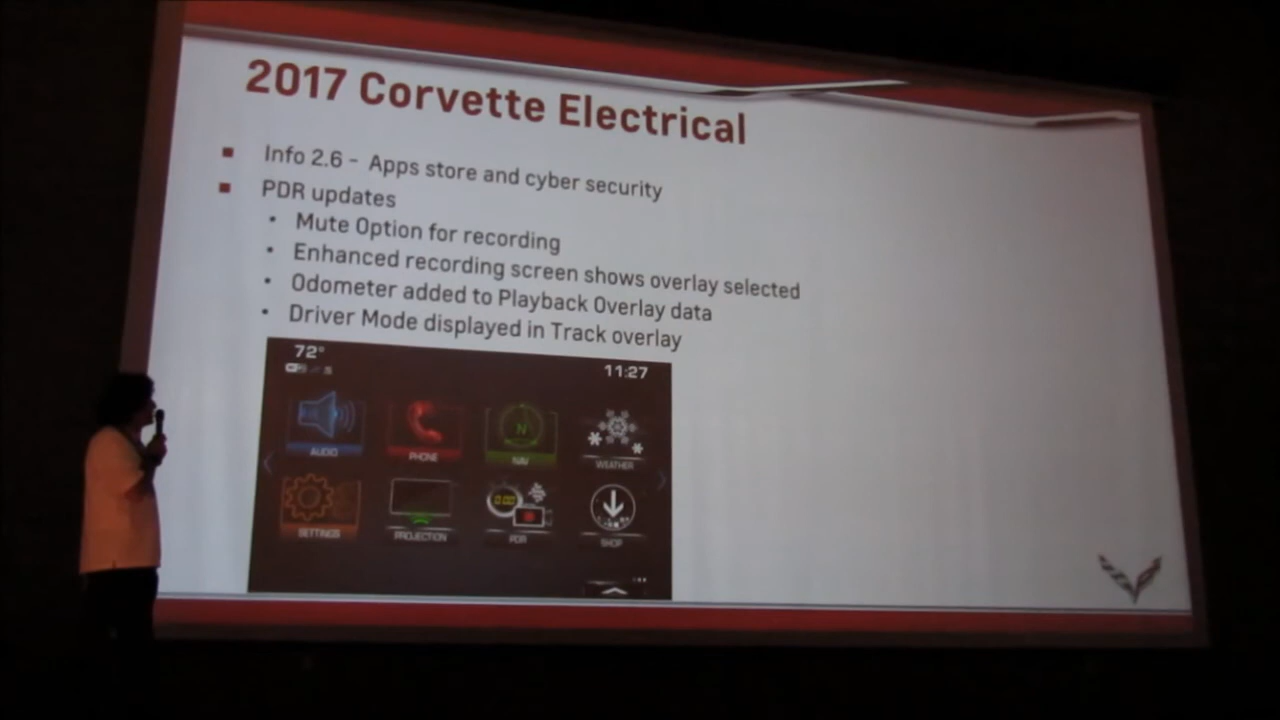 2017 Corvette Electrical
Info 2.6 - Apps store and cyber security
PDR updates
Mute Option for recording
Enhanced recording screen shows overlay selected
Odometer added to Playback Overlay data
Driver Mode displayed in Track overlay
72° 11:27
AUDIO PHONE NAV WEATHER
SETTINGS PROJECTION PDR SHOP
N
0.00